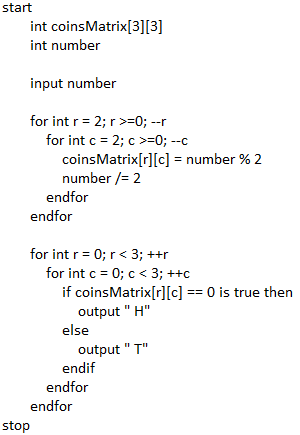 start
int coinsMatrix[3][3]
int number
input number
for int r = 2; r >=0; --r
for int c = 2; c >=0; --c
coinsMatrix[r][c] = number % 2
number /= 2
endfor
endfor
for int r = 0; r < 3; ++r
for int c = 0; c < 3; ++c
if coinsMatrix[r][c] == 0 is true then
output " H"
else
output " T"
endif
endfor
endfor
stop